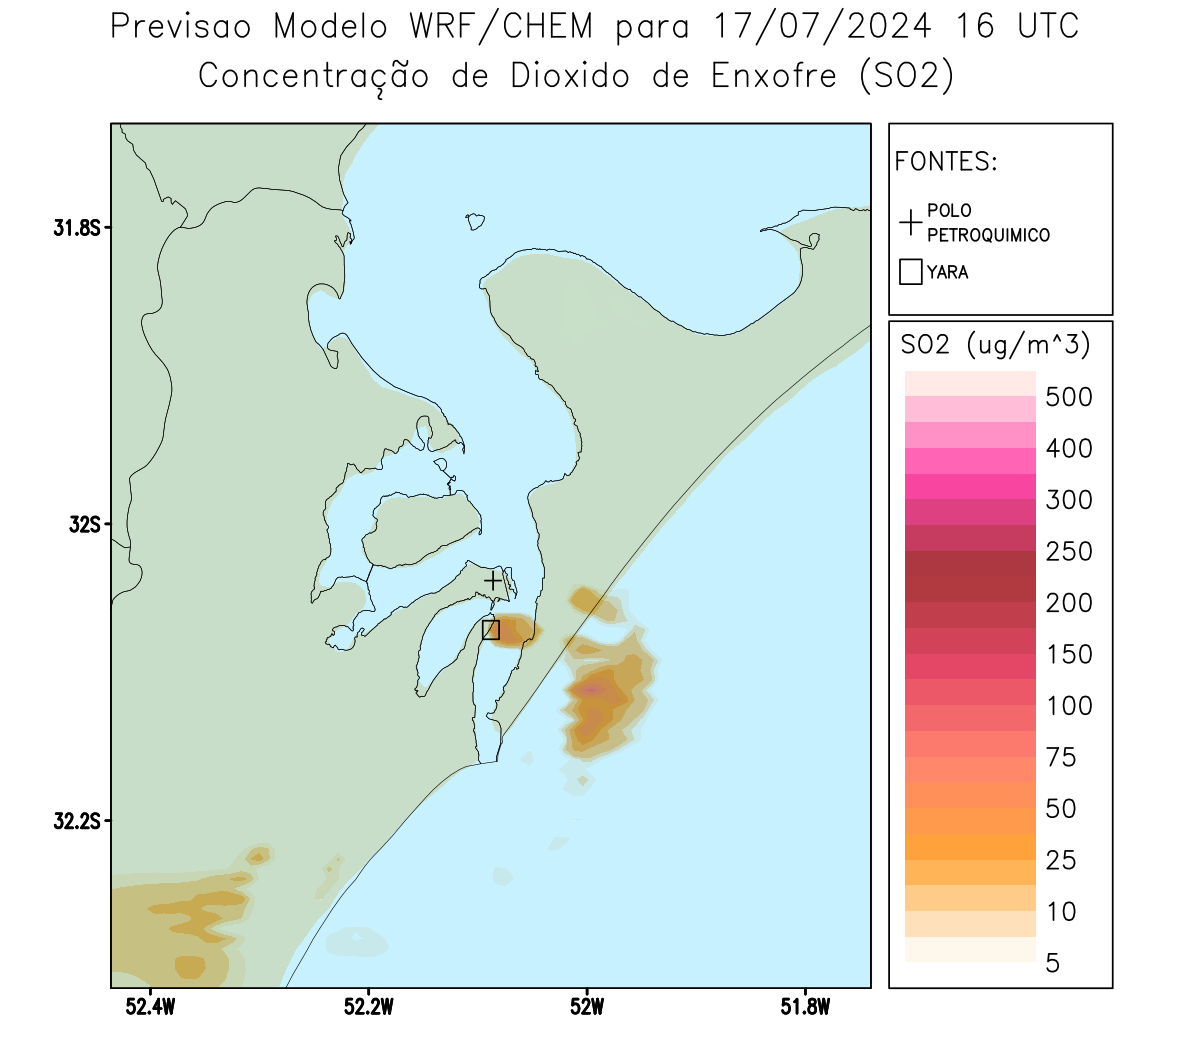 Previsao Modelo WRF/CHEM para 17/07/2024 16 UTC
Concentração de Dioxido de Enxofre (SO2)
FONTES:
POLO
PETROQUIMICO
YARA
31.8S
32S
32.2S
52.4W
52.2W
52W
51.8W
SO2 (ug/m^3)
500
400
300
250
200
150
100
75
50
25
10
5